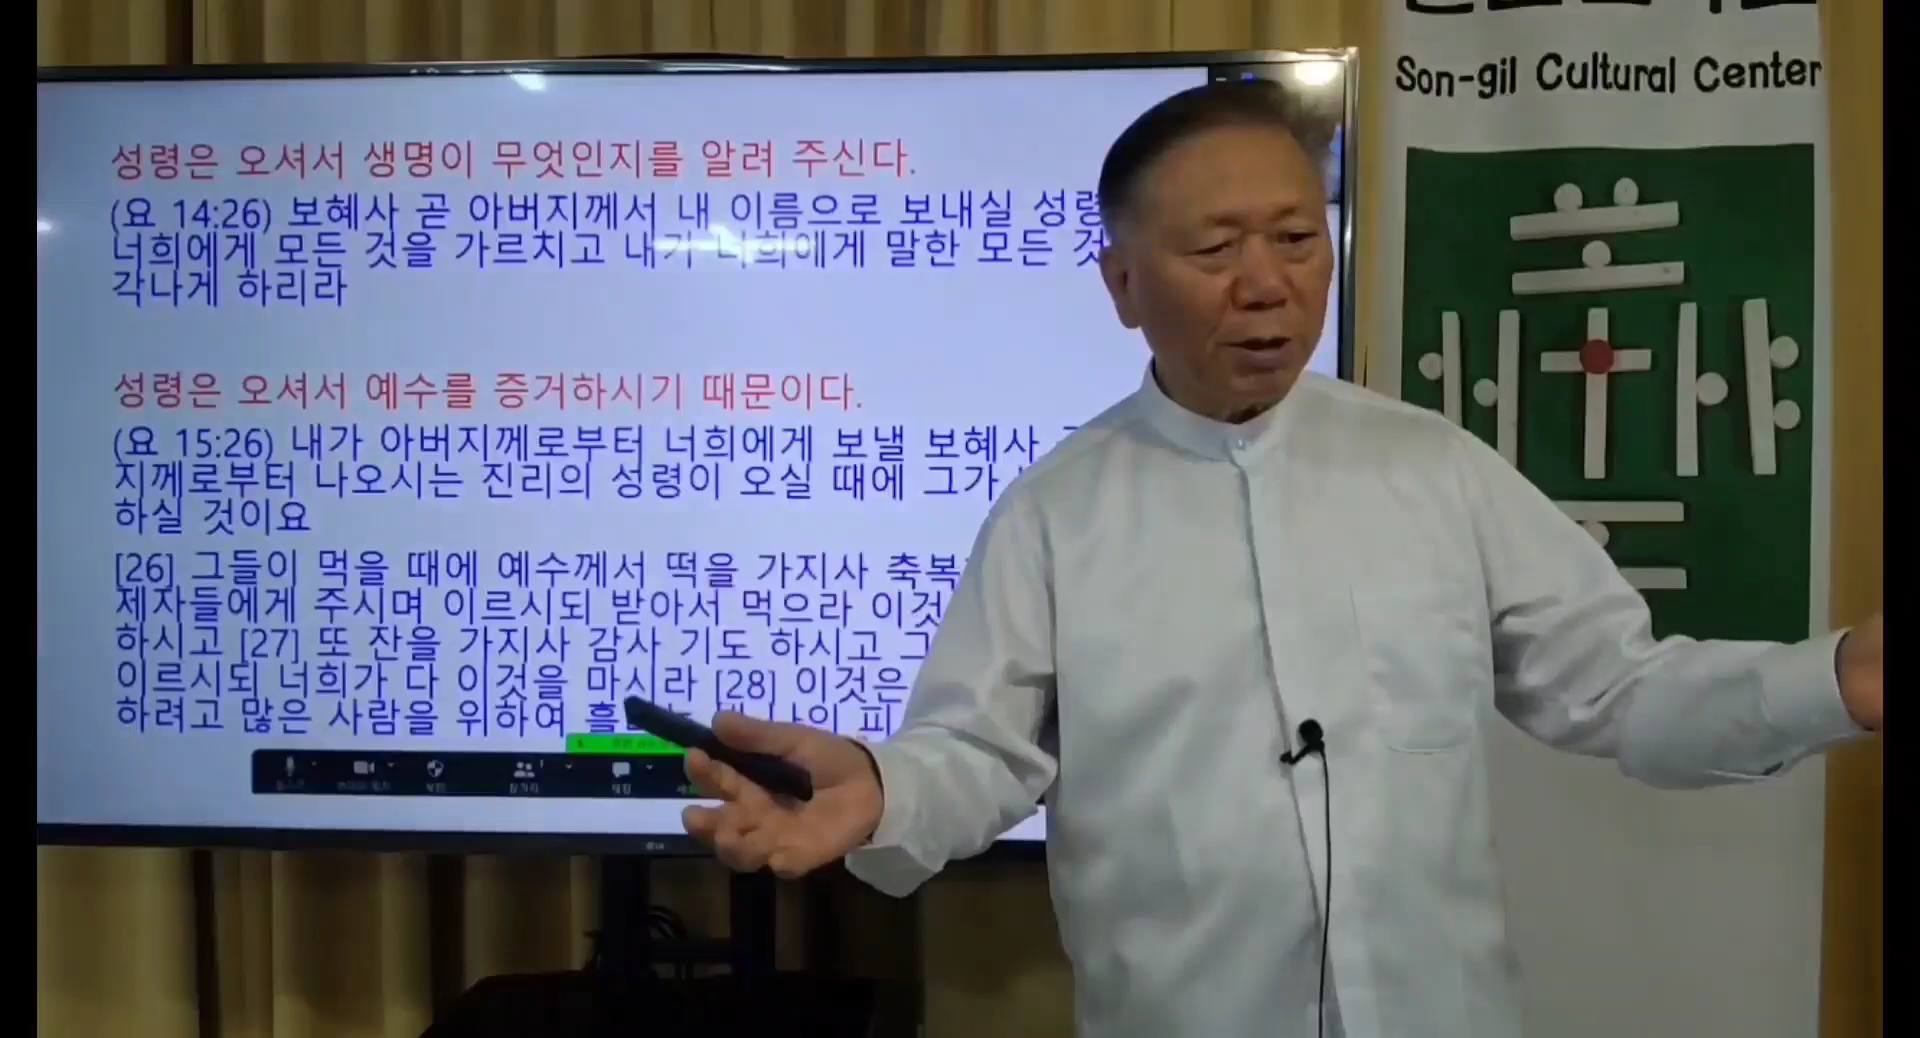 Son-gil Cultural Center
성령은 오셔서 생명이 무엇인지를 알려 주신다.
(요 14:26) 보혜사 곧 아버지께서 내 이름으로 보내실 성령
너희에게 모든 것을 가르치고 내가 너희에게 말한 모든 것
각나게 하리라
성령은 오셔서 예수를 증거하시기 때문이다.
(요 15:26) 내가 아버지께로부터 너희에게 보낼 보혜사
지께로부터 나오시는 진리의 성령이 오실 때에 그가
하실 것이요
[26] 그들이 먹을 때에 예수께서 떡을 가지사 축복
제자들에게 주시며 이르시되 받아서 먹으라 이것
하시고 [27] 또 잔을 가지사 감사 기도 하시고 그
이르시되 너희가 다 이것을 마시라 [28] 이것은
하려고 많은 사람을 위하여 나의 피